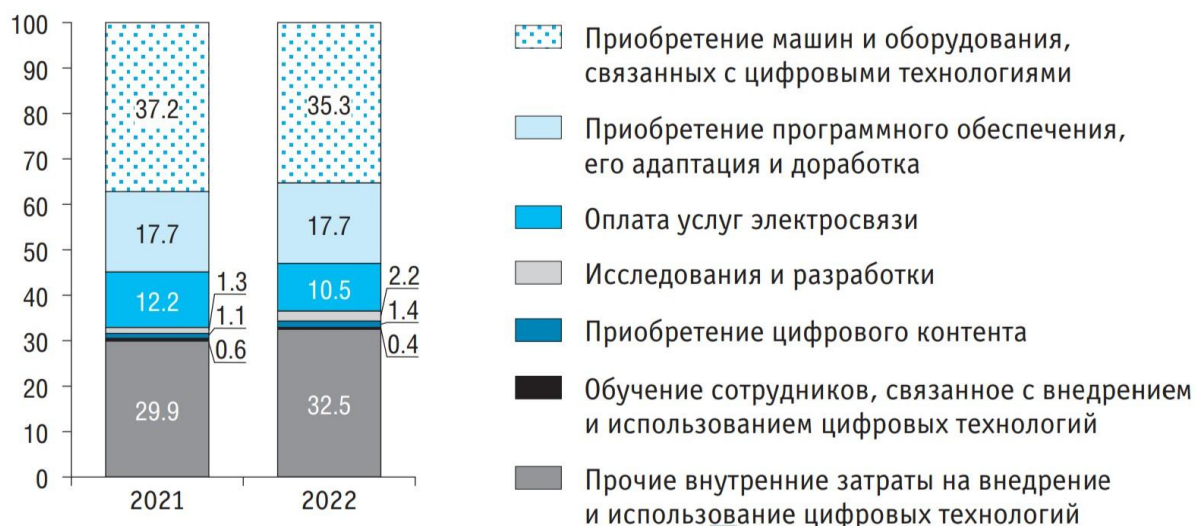 100
90
80
70
60
50
40
30
20
10
0
37.2
17.7
12.2
1.3
1.1
0.6
29.9
2021
35.3
17.7
10.5
2.2
1.4
0.4
32.5
2022
Приобретение машин и оборудования,
связанных с цифровыми технологиями
Приобретение программного обеспечения,
его адаптация и доработка
Оплата услуг электросвязи
Исследования и разработки
Приобретение цифрового контента
Обучение сотрудников, связанное с внедрением
и использованием цифровых технологий
Прочие внутренние затраты на внедрение
и использование цифровых технологий